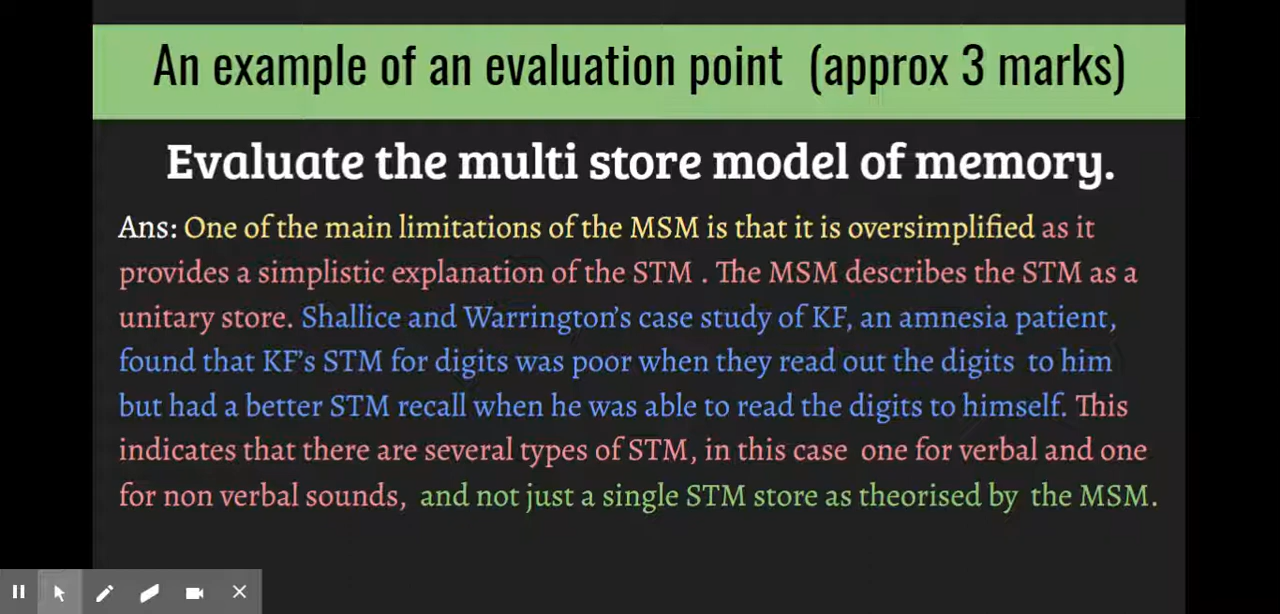 An example of an evaluation point (approx 3 marks)
Evaluate the multi store model of memory.
Ans: One of the main limitations of the MSM is that it is oversimplified as it
provides a simplistic explanation of the STM . The MSM describes the STM as a
unitary store. Shallice and Warrington's case study of KF, an amnesia patient,
found that KF's STM for digits was poor when they read out the digits to him
but had a better STM recall when he was able to read the digits to himself. This
indicates that there are several types of STM, in this case one for verbal and one
for non verbal sounds, and not just a single STM store as theorised by the MSM.